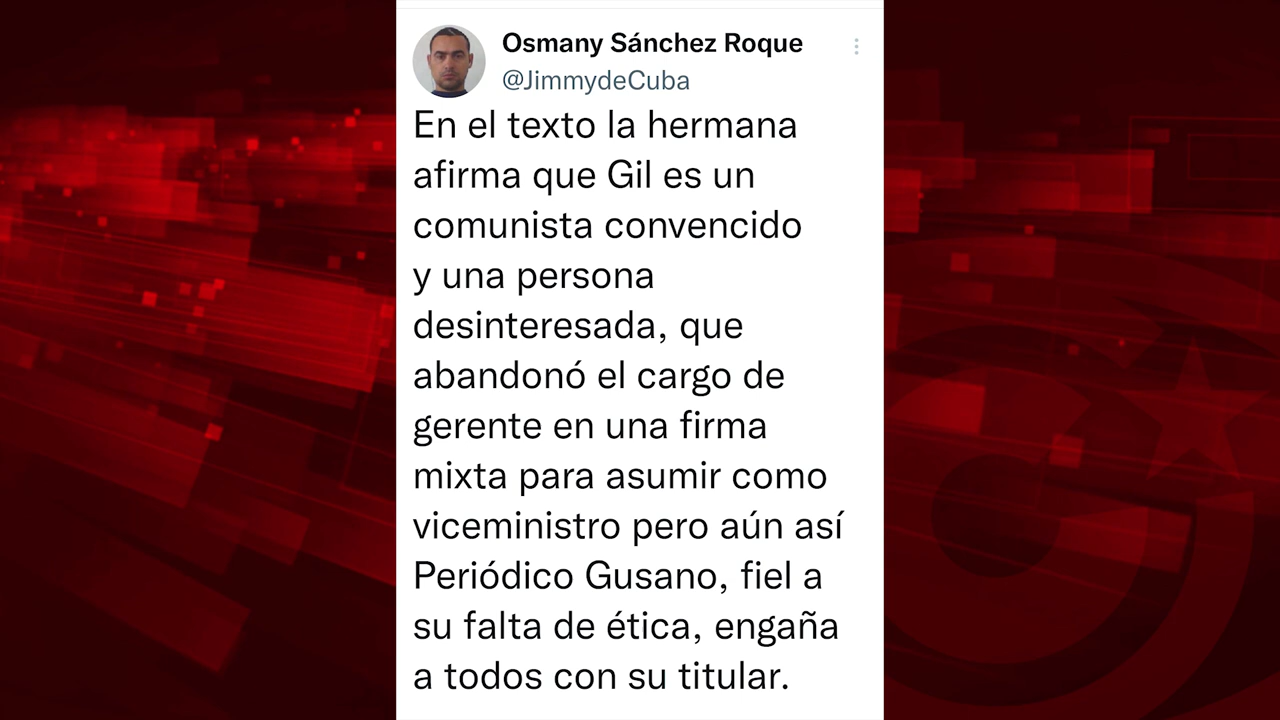 Osmany Sánchez Roque
@JimmydeCuba
En el texto la hermana
afirma que Gil es un
comunista convencido
y una persona
desinteresada, que
abandonó el cargo de
gerente en una firma
mixta para asumir como
viceministro pero aún así
Periódico Gusano, fiel a
su falta de ética, engaña
a todos con su titular.